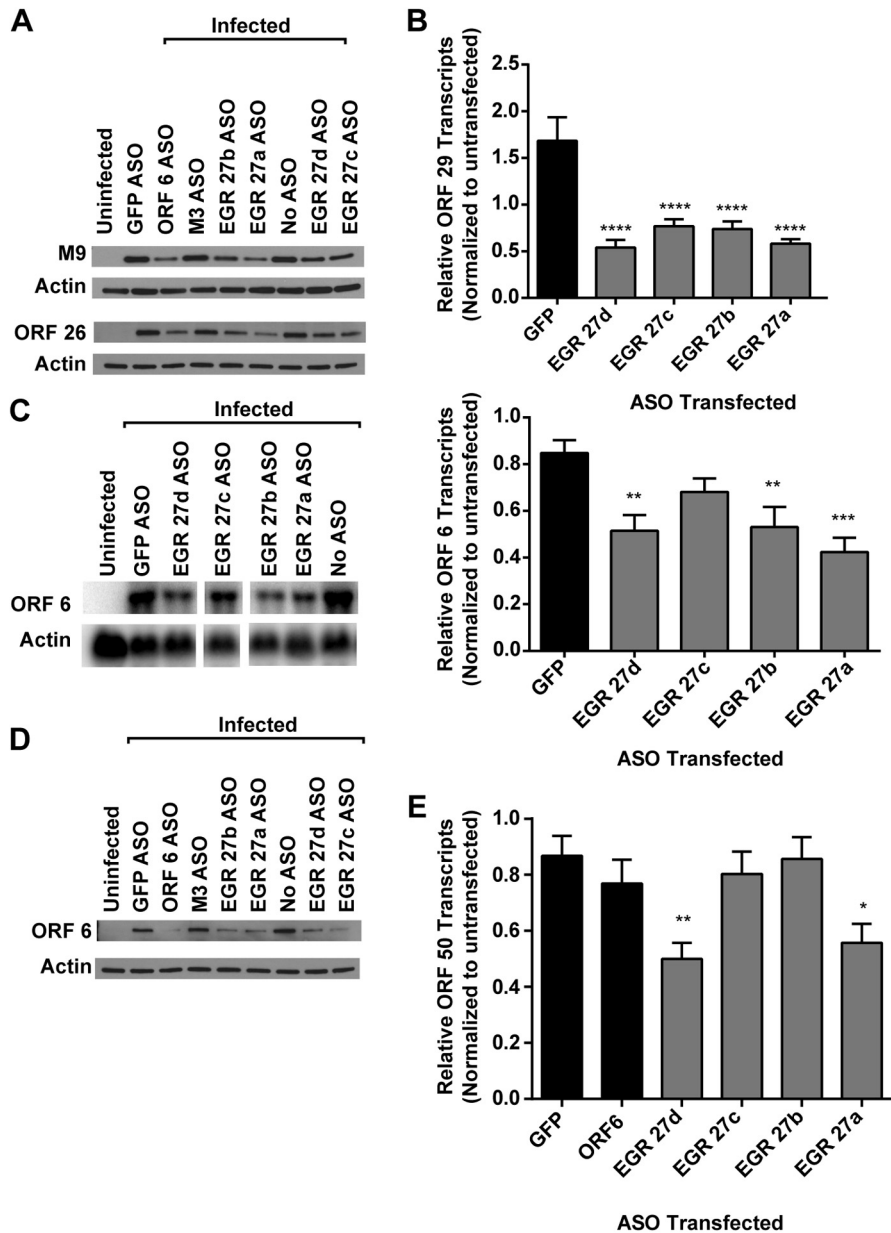 A
Infected
Uninfected
GFP ASO
ORF 6 ASO
M3 ASO
EGR 27b ASO
EGR 27a ASO
No ASO
EGR 27d ASO
EGR 27c ASO
M9
Actin
ORF 26
Actin
B
Relative ORF 29 Transcripts
(Normalized to untransfected)
2.5
2.0
1.5
1.0
0.5
0.0
****
****
****
****
GFP
EGR 27d
EGR 27c
EGR 27b
EGR 27a
ASO Transfected
Relative ORF 6 Transcripts
(Normalized to untransfected)
1.0
0.8
0.6
0.4
0.2
0.0
**
**
***
GFP
EGR 27d
EGR 27c
EGR 27b
EGR 27a
ASO Transfected
C
Infected
Uninfected
GFP ASO
EGR 27d ASO
EGR 27c ASO
EGR 27b ASO
EGR 27a ASO
No ASO
ORF 6
Actin
D
Infected
Uninfected
GFP ASO
ORF 6 ASO
M3 ASO
EGR 27b ASO
EGR 27a ASO
No ASO
EGR 27d ASO
EGR 27c ASO
ORF 6
Actin
E
Relative ORF 50 Transcripts
(Normalized to untransfected)
1.0
0.8
0.6
0.4
0.2
0.0
**
*
GFP
ORF6
EGR 27d
EGR 27c
EGR 27b
EGR 27a
ASO Transfected